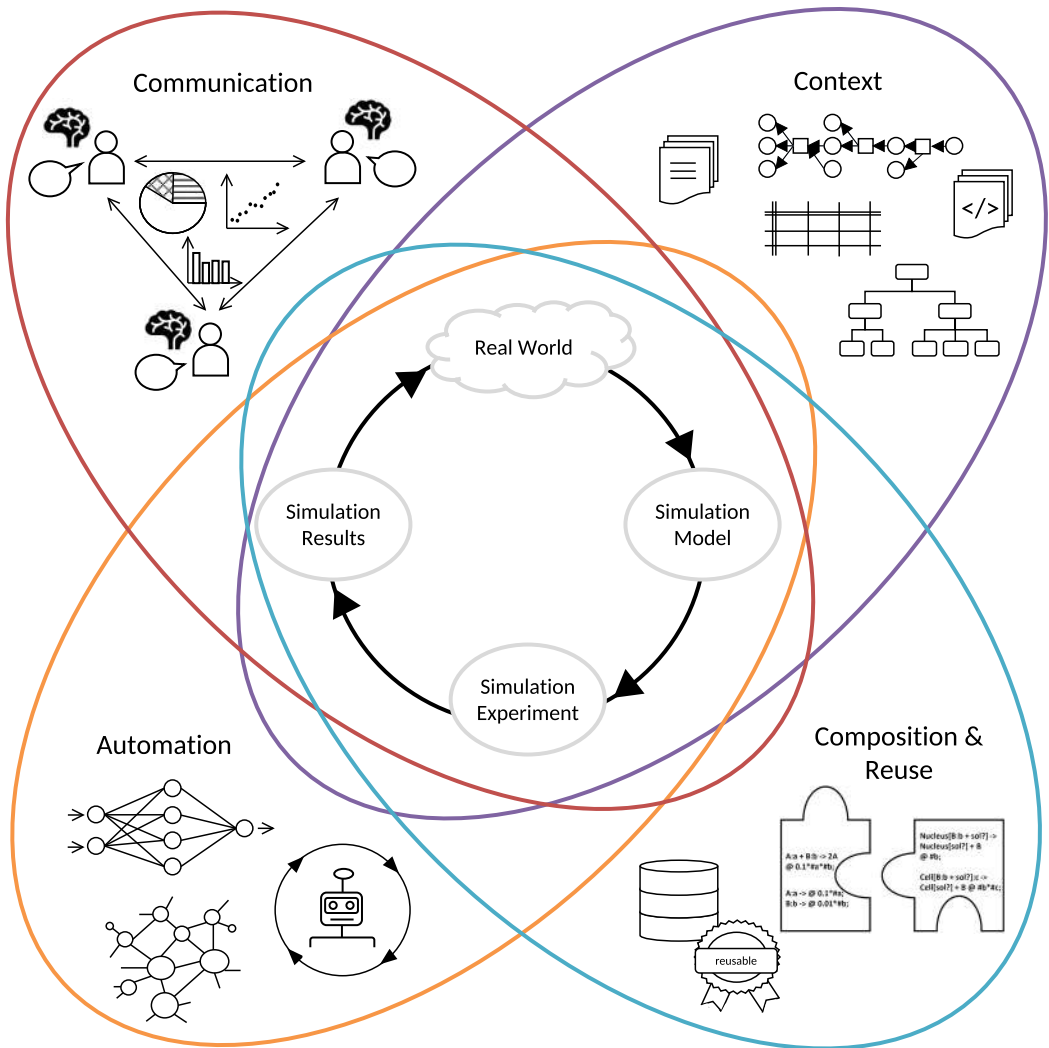 Communication
Context
</>
Real World
Simulation
Results
Simulation
Model
Simulation
Experiment
Automation
Composition &
Reuse
A:a + B:b -> 2A
@ 0.1*#a*#b;
A:a -> @ 0.1*#a;
B:b -> @ 0.01*#b;
Nucleus[B:b + sol?] ->
Nucleus[sol?] + B
@ #b;
Cell[B:b + sol?]:c ->
Cell[sol?] + B @ #b*#c;
reusable